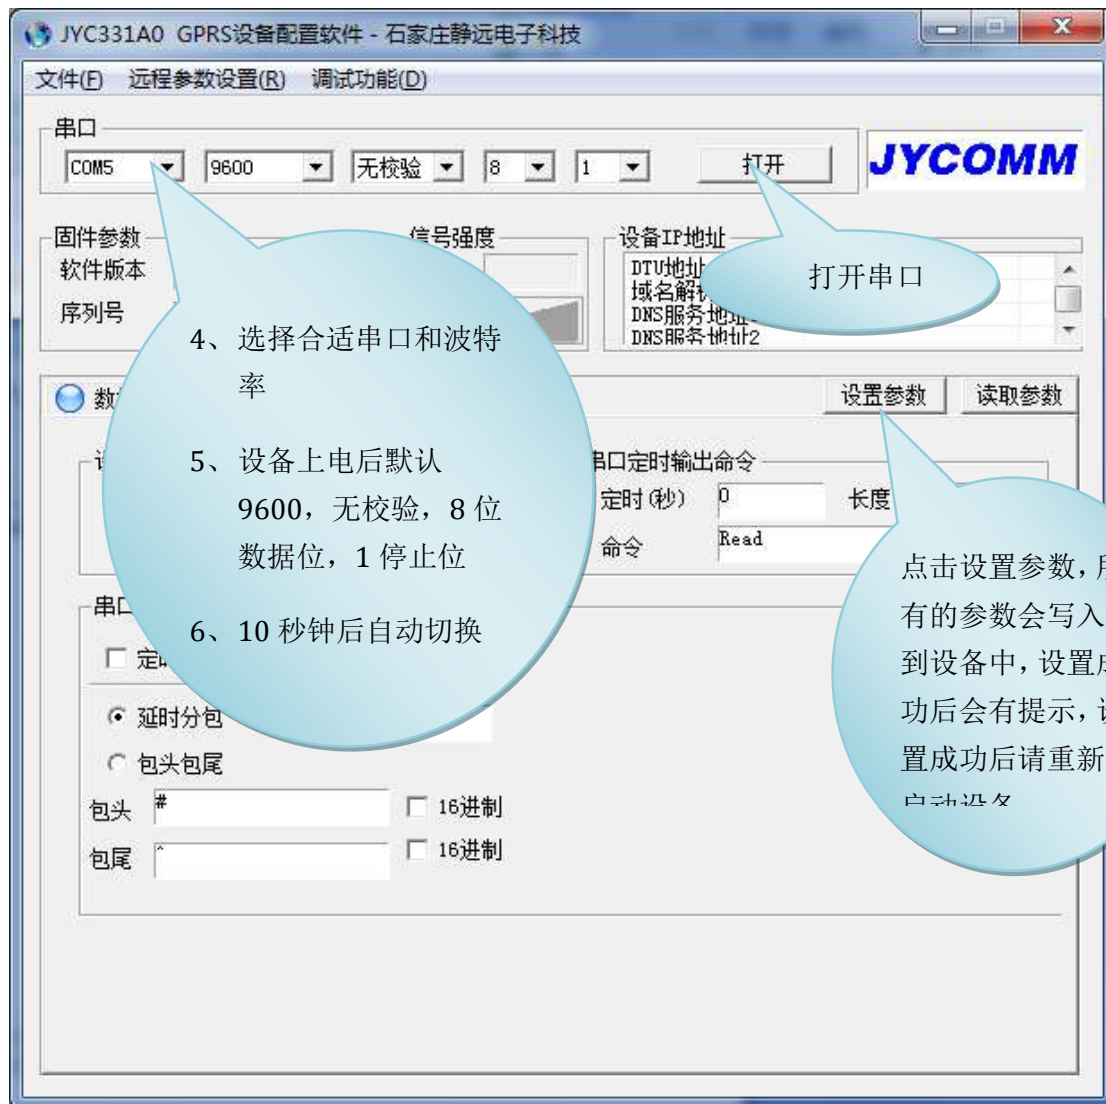 JYC331A0 GPRS设备配置软件 - 石家庄静远电子科技
文件(F) 远程参数设置(R) 调试功能(D)
串口
COM5 9600 无校验 8 1 打开 JYCOMM
固件参数 信号强度 设备IP地址
软件版本
序列号
DTU地址
域名解析
DNS服务地址
DNS服务地址2
打开串口
4、选择合适串口和波特
率
5、设备上电后默认
9600，无校验，8 位
数据位，1 停止位
6、10 秒钟后自动切换
设置参数 读取参数
串口定时输出命令
定时(秒) 0 长度
命令 Read
点击设置参数，所
有的参数会写入
到设备中，设置成
功后会有提示，设
置成功后请重新
启动设备
串口
延时分包
包头包尾
包头 # 16进制
包尾 ^ 16进制